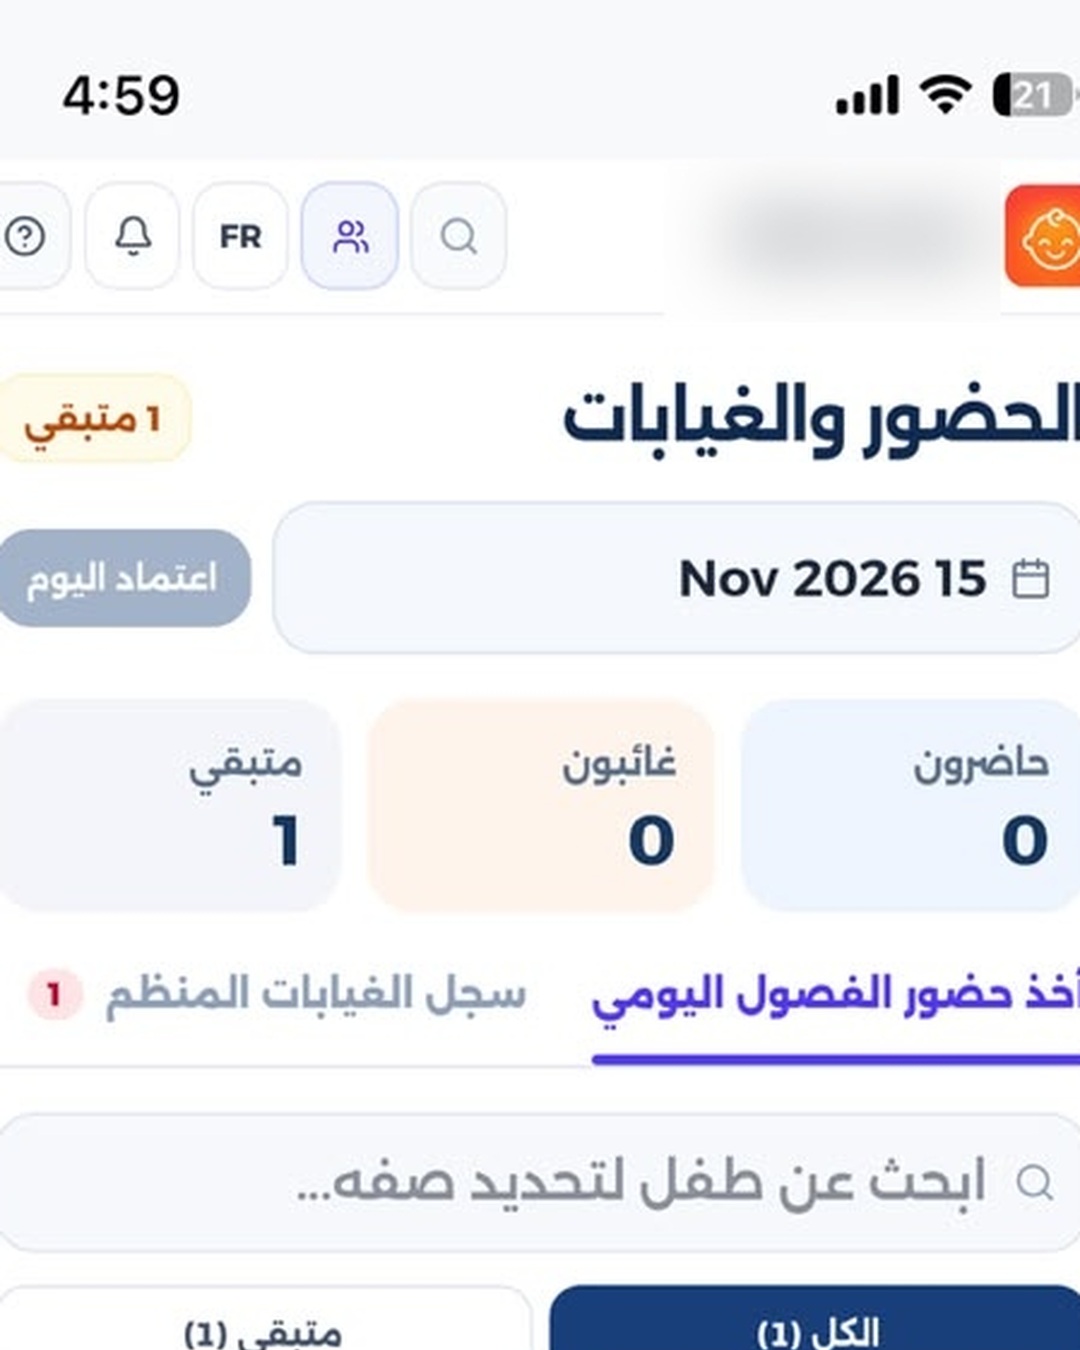 4:59
21
FR
الحضور والغيابات
1 متبقي
15 Nov 2026
اعتماد اليوم
حاضرون
0
غائبون
0
متبقي
1
أخذ حضور الفصول اليومي
سجل الغيابات المنظم 1
ابحث عن طفل لتحديد صفه...
الكل (1)
متبقي (1)